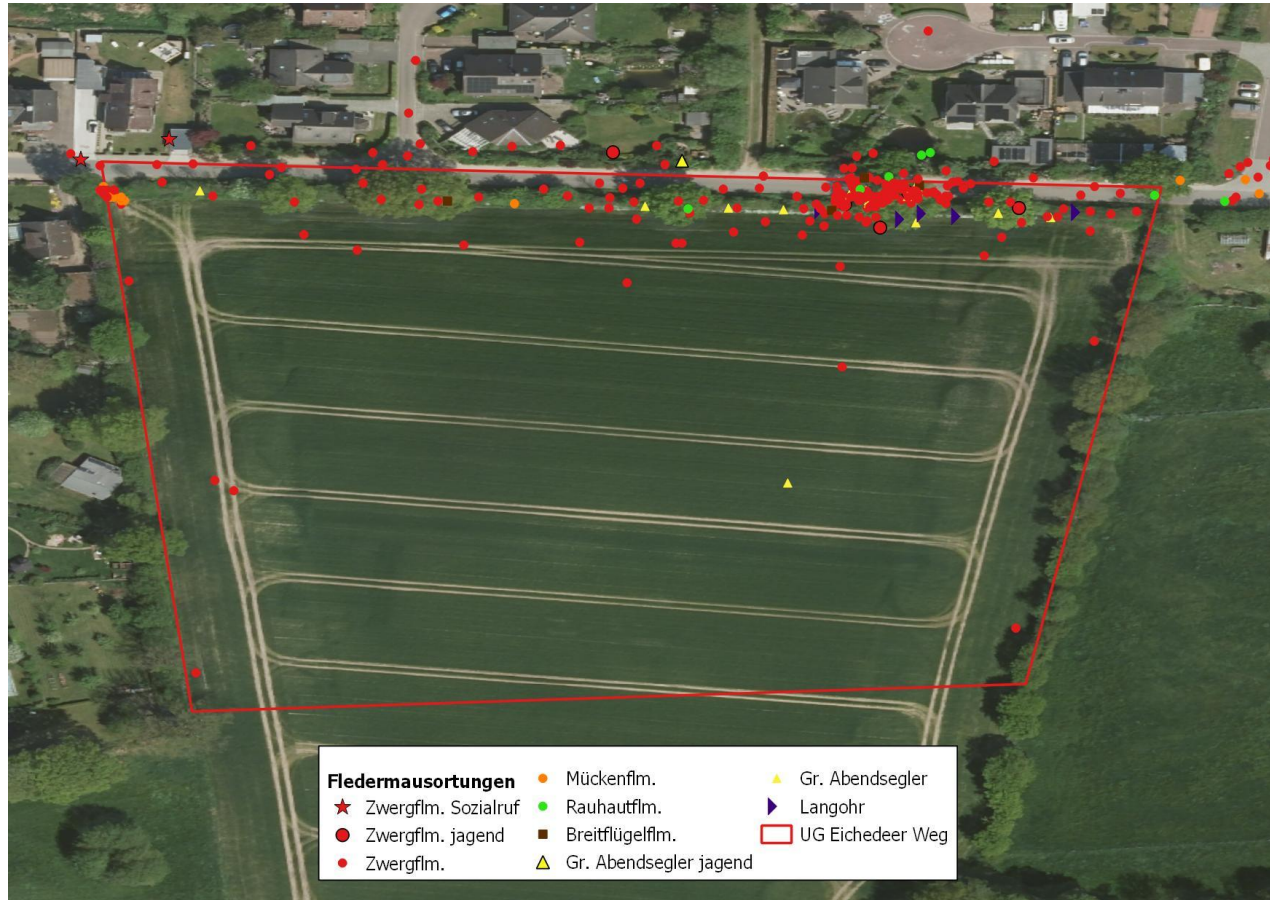 Fledermausortungen
Zwergflm. Sozialruf
Zwergflm. jagend
Zwergflm.
Mückenflm.
Rauhautflm.
Breitflügelflm.
Gr. Abendsegler jagend
Gr. Abendsegler
Langohr
UG Eichedeer Weg